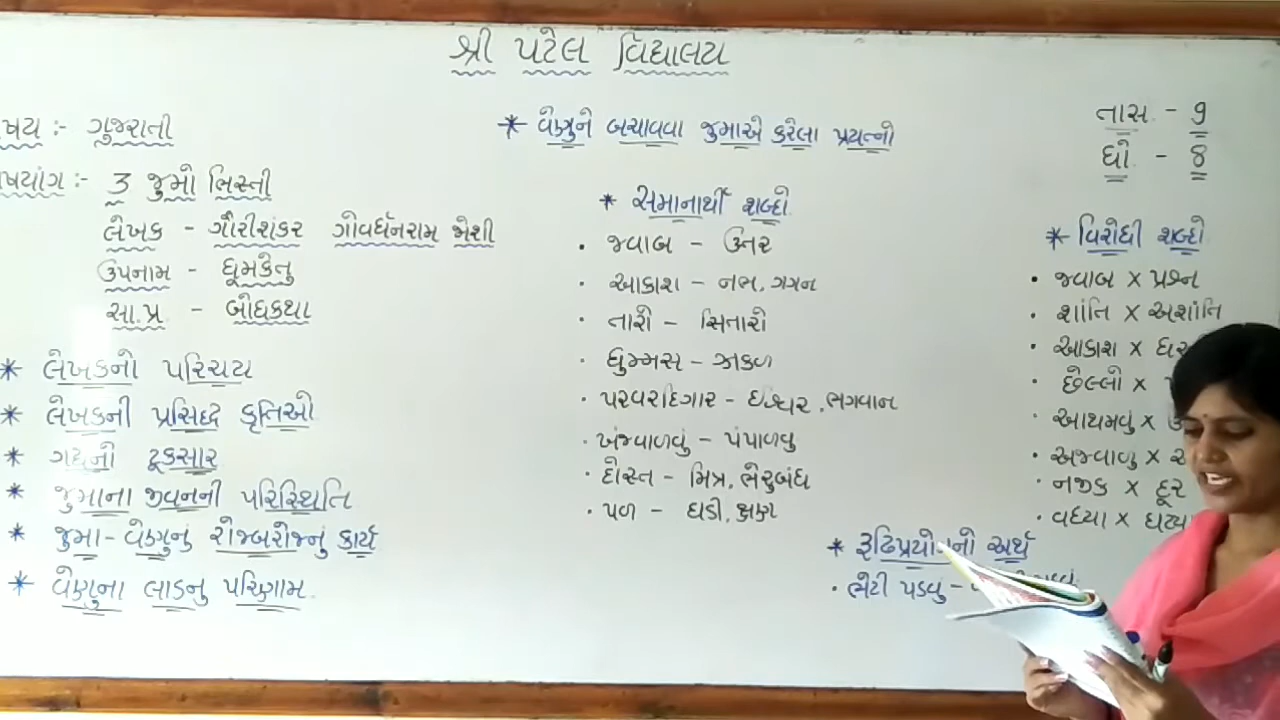 શ્રી પટેલ વિદ્યાલય
ષય :- ગુજરાતી
ષયાંગ :- ૩ જુમો ભિસ્તી
લેખક - ગૌરીશંકર ગોવર્ધનરામ જોશી
ઉપનામ - ધૂમકેતુ
સા.પ્ર - બોધકથા
* લેખકનો પરિચય
* લેખકની પ્રસિદ્ધ કૃતિઓ
* ગદ્યનો ટૂંકસાર
* જુમાના જીવનની પરિસ્થિતિ
* જુમા - વેણુનું રોજબરોજનું કાર્ય
* વેણુના લાડનુ પરિણામ
* વેણુને બચાવવા જુમાએ કરેલા પ્રયત્નો
* સમાનાર્થી શબ્દો
• જવાબ - ઉત્તર
• આકાશ - નભ, ગગન
• તારો - સિતારો
• ધુમ્મસ - ઝાકળ
• પરવરદિગાર - ઈશ્વર, ભગવાન
• ખંજવાળવું - પંપાળવુ
• દોસ્ત - મિત્ર, ભેરુબંધ
• પળ - ઘડી, ક્ષણ
તાસ - ૧
ધો - ૪
* વિરોધી શબ્દો
• જવાબ X પ્રશ્ન
• શાંતિ X અશાંતિ
• આકાશ X
• છેલ્લો X
• આથમવું X
• અજવાળુ X
• નજીક X દૂર
• વધ્યા X ઘટ્યા
* રૂઢિપ્રયોગનો અર્થ
• ભેટી પડવુ -